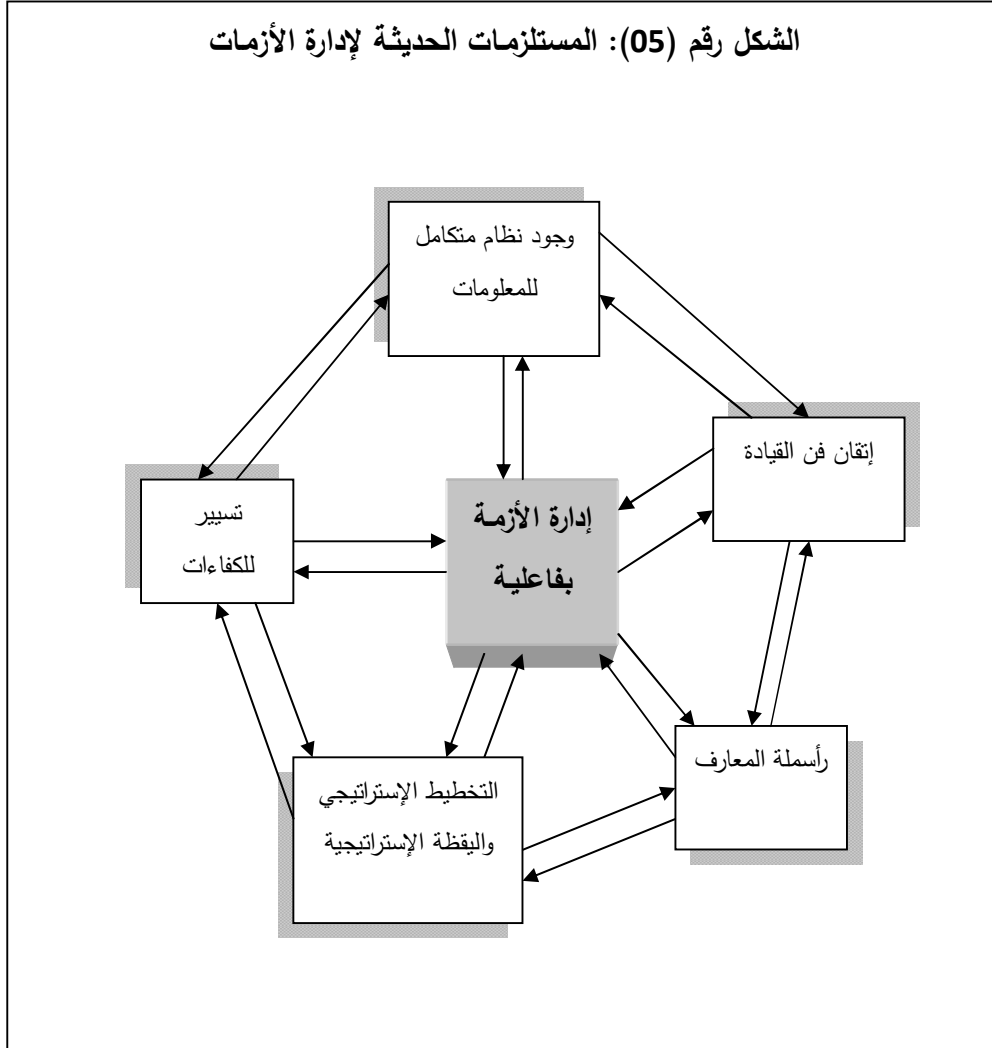 الشكل رقم (05): المستلزمات الحديثة لإدارة الأزمات
وجود نظام متكامل
للمعلومات
إتقان فن القيادة
إدارة الأزمة
بفاعلية
تسيير
للكفاءات
رأسملة المعارف
التخطيط الإستراتيجي
واليقظة الإستراتيجية